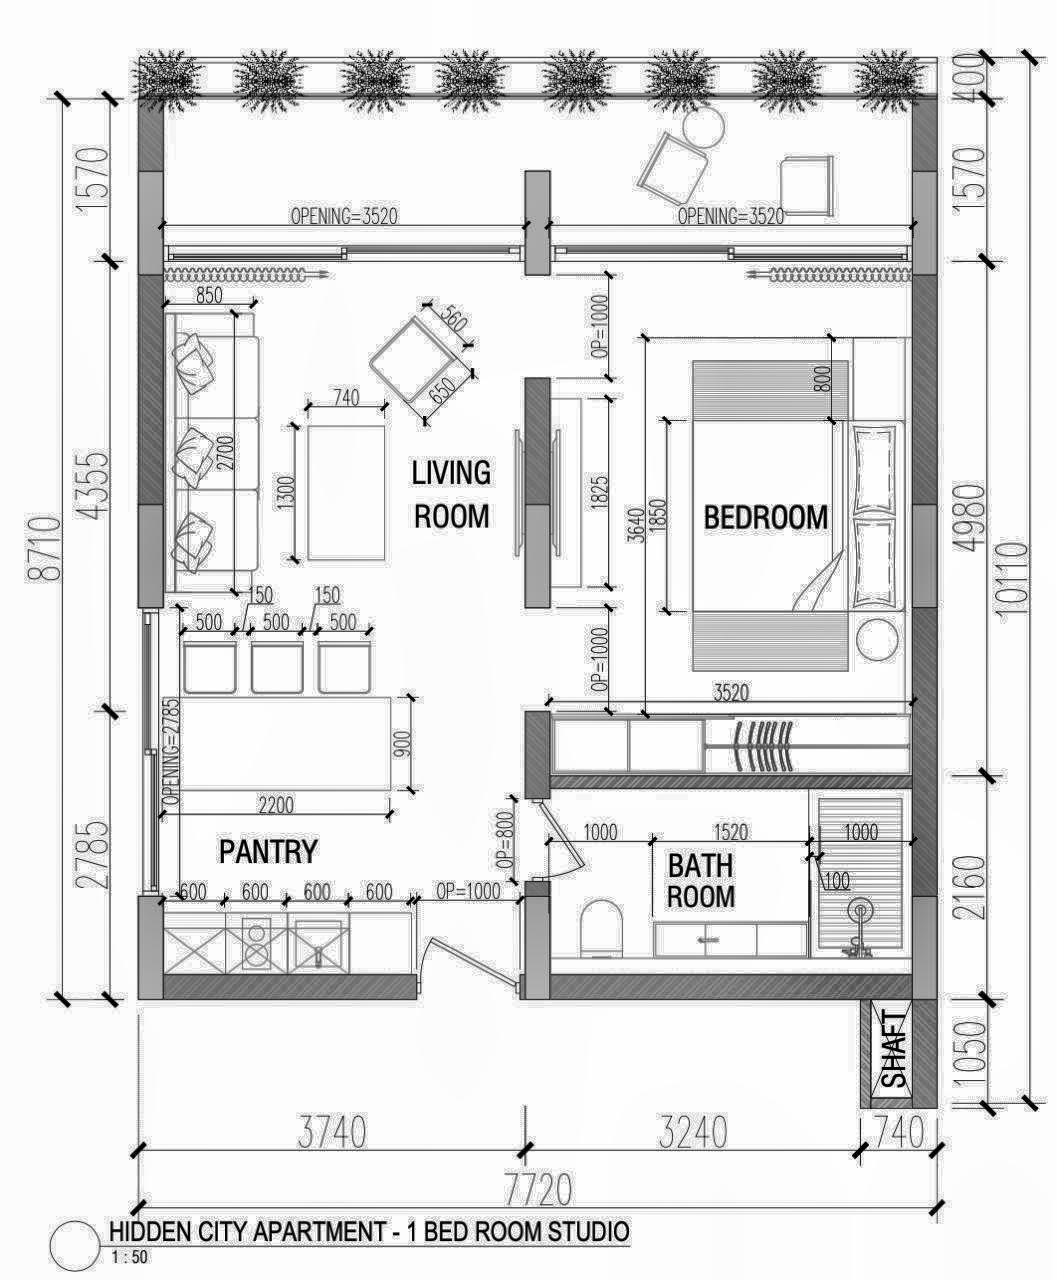 400
1570
1570
OPENING=3520
OPENING=3520
850
560
650
OP=1000
740
800
2700
1300
LIVING
ROOM
1825
3640
1850
BEDROOM
4355
4980
8710
10110
150
150
500
500
500
OP=1000
3520
OPENING=2785
900
2200
OP=800
2785
PANTRY
1000
1520
1000
BATH
ROOM
100
2160
600
600
600
600
OP=1000
SHAFT
1050
3740
3240
740
7720
HIDDEN CITY APARTMENT - 1 BED ROOM STUDIO
1 : 50